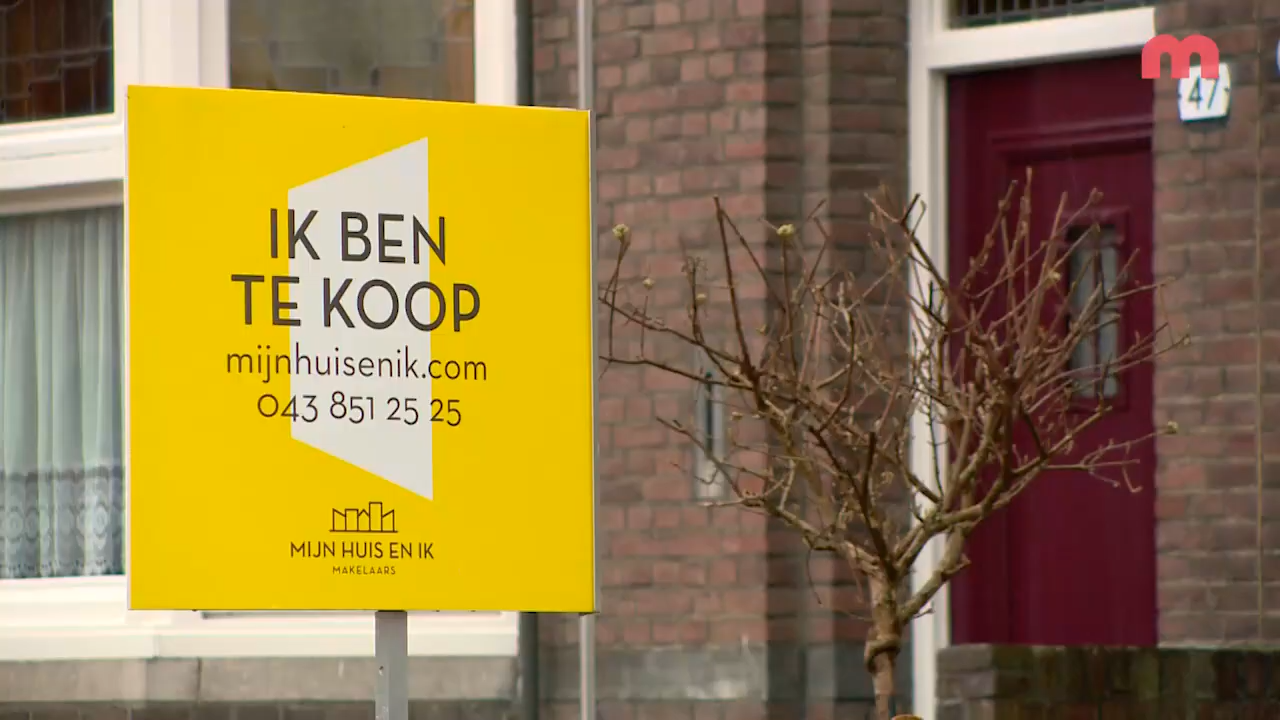 IK BEN
TE KOOP
mijnhuisenik.com
043 851 25 25
MIJN HUIS EN IK
MAKELAARS
m
47